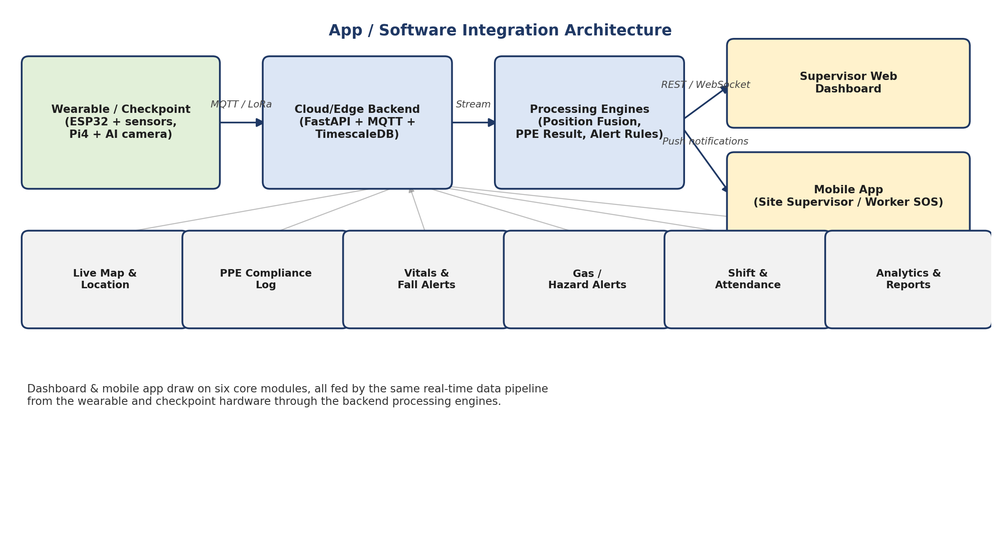 App / Software Integration Architecture
Wearable / Checkpoint
(ESP32 + sensors,
Pi4 + AI camera)
MQTT / LoRa
Cloud/Edge Backend
(FastAPI + MQTT +
TimescaleDB)
Stream
Processing Engines
(Position Fusion,
PPE Result, Alert Rules)
REST / WebSocket
Push notifications
Supervisor Web
Dashboard
Mobile App
(Site Supervisor / Worker SOS)
Live Map &
Location
PPE Compliance
Log
Vitals &
Fall Alerts
Gas /
Hazard Alerts
Shift &
Attendance
Analytics &
Reports
Dashboard & mobile app draw on six core modules, all fed by the same real-time data pipeline
from the wearable and checkpoint hardware through the backend processing engines.